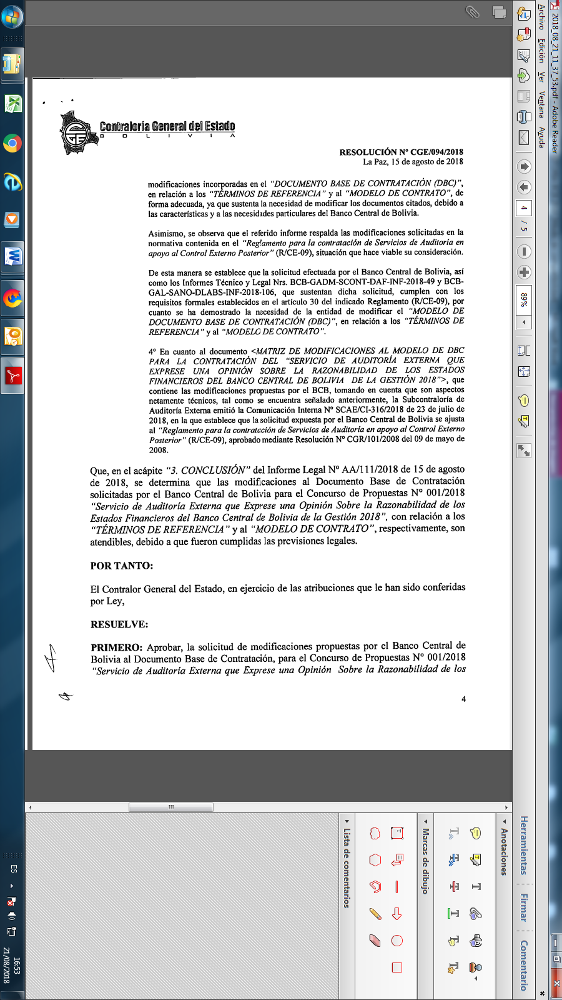 2018_08_21_11_37_53.pdf - Adobe Reader
Archivo Edición Ver Ventana Ayuda
4 / 5
89%
Herramientas Firmar Comentario
Contraloría General del Estado
B O L I V I A
RESOLUCIÓN Nº CGE/094/2018
La Paz, 15 de agosto de 2018
modificaciones incorporadas en el “DOCUMENTO BASE DE CONTRATACIÓN (DBC)”,
en relación a los “TÉRMINOS DE REFERENCIA” y al “MODELO DE CONTRATO”, de
forma adecuada, ya que sustenta la necesidad de modificar los documentos citados, debido a
las características y a las necesidades particulares del Banco Central de Bolivia.
Asimismo, se observa que el referido informe respalda las modificaciones solicitadas en la
normativa contenida en el “Reglamento para la contratación de Servicios de Auditoría en
apoyo al Control Externo Posterior” (R/CE-09), situación que hace viable su consideración.
De esta manera se establece que la solicitud efectuada por el Banco Central de Bolivia, así
como los Informes Técnico y Legal Nrs. BCB-GADM-SCONT-DAF-INF-2018-49 y BCB-
GAL-SANO-DLABS-INF-2018-106, que sustentan dicha solicitud, cumplen con los
requisitos formales establecidos en el artículo 30 del indicado Reglamento (R/CE-09), por
cuanto se ha demostrado la necesidad de la entidad de modificar el “MODELO DE
DOCUMENTO BASE DE CONTRATACIÓN (DBC)”, en relación a los “TÉRMINOS DE
REFERENCIA” y al “MODELO DE CONTRATO”.
4º En cuanto al documento <MATRIZ DE MODIFICACIONES AL MODELO DE DBC
PARA LA CONTRATACIÓN DEL “SERVICIO DE AUDITORÍA EXTERNA QUE
EXPRESE UNA OPINIÓN SOBRE LA RAZONABILIDAD DE LOS ESTADOS
FINANCIEROS DEL BANCO CENTRAL DE BOLIVIA DE LA GESTIÓN 2018”>, que
contiene las modificaciones propuestas por el BCB, tomando en cuenta que son aspectos
netamente técnicos, tal como se encuentra señalado anteriormente, la Subcontraloría de
Auditoría Externa emitió la Comunicación Interna Nº SCAE/CI-316/2018 de 23 de julio de
2018, en la que establece que la solicitud expuesta por el Banco Central de Bolivia se ajusta
al “Reglamento para la contratación de Servicios de Auditoría en apoyo al Control Externo
Posterior” (R/CE-09), aprobado mediante Resolución Nº CGR/101/2008 del 09 de mayo de
2008.
Que, en el acápite “3. CONCLUSIÓN” del Informe Legal Nº AA/111/2018 de 15 de agosto
de 2018, se determina que las modificaciones al Documento Base de Contratación
solicitadas por el Banco Central de Bolivia para el Concurso de Propuestas Nº 001/2018
“Servicio de Auditoría Externa que Exprese una Opinión Sobre la Razonabilidad de los
Estados Financieros del Banco Central de Bolivia de la Gestión 2018”, con relación a los
“TÉRMINOS DE REFERENCIA” y al “MODELO DE CONTRATO”, respectivamente, son
atendibles, debido a que fueron cumplidas las previsiones legales.
POR TANTO:
El Contralor General del Estado, en ejercicio de las atribuciones que le han sido conferidas
por Ley,
RESUELVE:
PRIMERO: Aprobar, la solicitud de modificaciones propuestas por el Banco Central de
Bolivia al Documento Base de Contratación, para el Concurso de Propuestas Nº 001/2018
“Servicio de Auditoría Externa que Exprese una Opinión Sobre la Razonabilidad de los
4
Anotaciones
Marcas de dibujo
Lista de comentarios
ES
16:53
21/08/2018